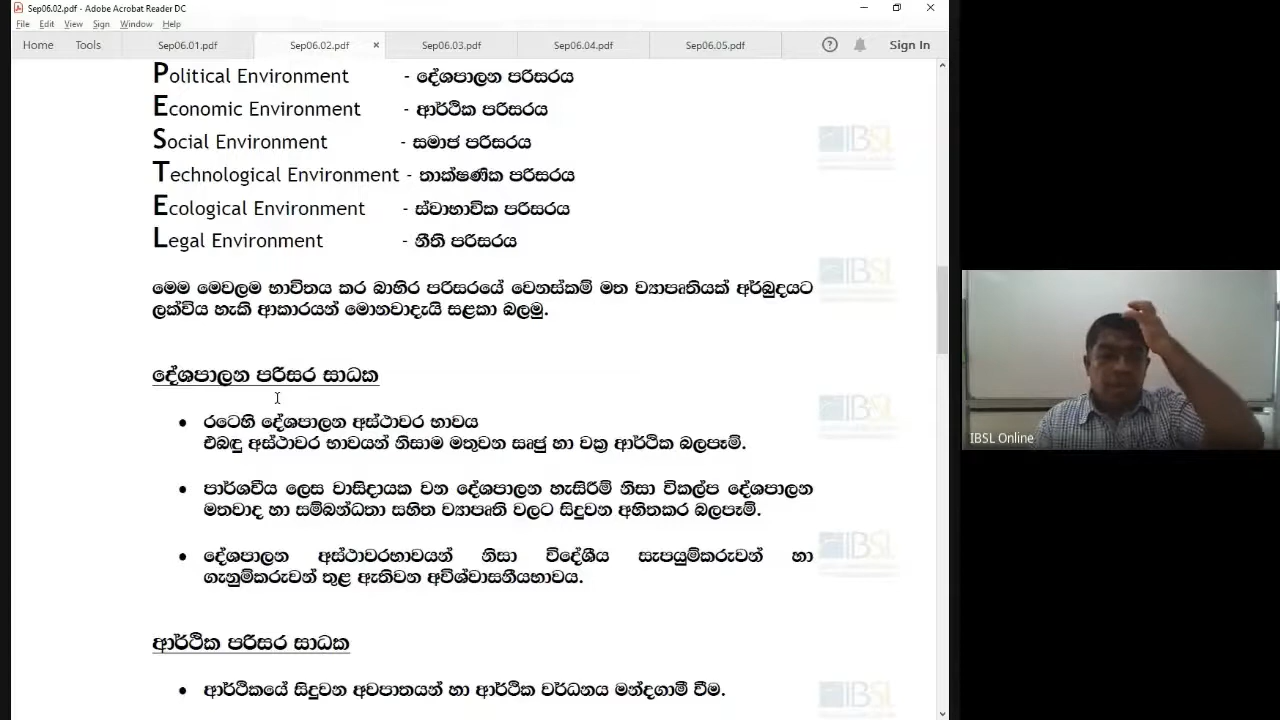 Sep06.02.pdf - Adobe Acrobat Reader DC
File Edit View Sign Window Help
Home Tools Sep06.01.pdf Sep06.02.pdf × Sep06.03.pdf Sep06.04.pdf Sep06.05.pdf Sign In
Political Environment - දේශපාලන පරිසරය
Economic Environment - ආර්ථික පරිසරය
Social Environment - සමාජ පරිසරය
Technological Environment - තාක්ෂණික පරිසරය
Ecological Environment - ස්වාභාවික පරිසරය
Legal Environment - නීති පරිසරය
මෙම මෙවලම භාවිතය කර බාහිර පරිසරයේ වෙනස්කම් මත ව්‍යාපෘතියක් අර්බුදයට
ලක්විය හැකි ආකාරයන් මොනවාදැයි සළකා බලමු.
දේශපාලන පරිසර සාධක
• රටෙහි දේශපාලන අස්ථාවර භාවය
එබඳු අස්ථාවර භාවයන් නිසාම මතුවන සෘජු හා වක්‍ර ආර්ථික බලපෑම්.
• පාර්ශවීය ලෙස වාසිදායක වන දේශපාලන හැසිරීම් නිසා විකල්ප දේශපාලන
මතවාද හා සම්බන්ධතා සහිත ව්‍යාපෘති වලට සිදුවන අහිතකර බලපෑම්.
• දේශපාලන අස්ථාවරභාවයන් නිසා විදේශීය සැපයුම්කරුවන් හා
ගැනුම්කරුවන් තුළ ඇතිවන අවිශ්වාසනීයභාවය.
ආර්ථික පරිසර සාධක
• ආර්ථිකයේ සිදුවන අවපාතයන් හා ආර්ථික වර්ධනය මන්දගාමී වීම.
IBSL
IBSL
IBSL
IBSL
IBSL
IBSL Online